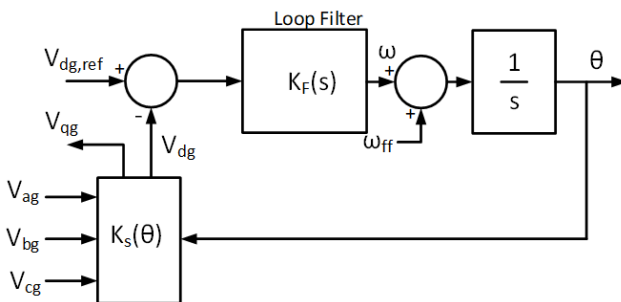 Loop Filter
V_dg,ref
+
-
K_F(s)
ω
+
+
ω_ff
1
s
θ
V_qg
V_dg
V_ag
V_bg
V_cg
K_s(θ)